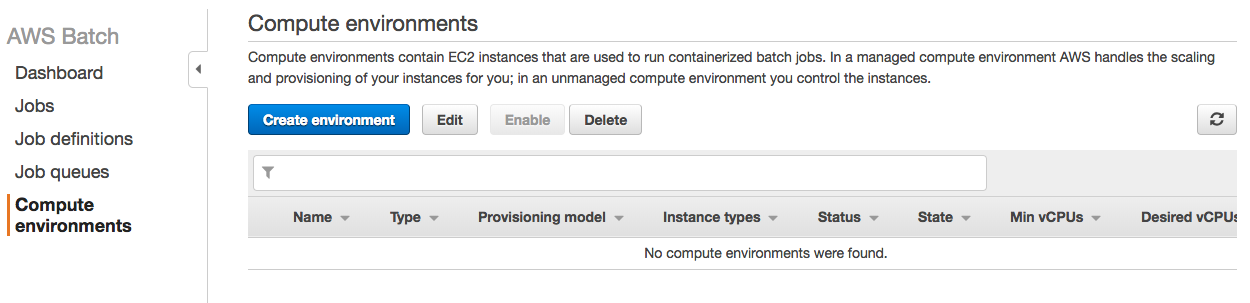 AWS Batch
Dashboard
Jobs
Job definitions
Job queues
Compute
environments
Compute environments
Compute environments contain EC2 instances that are used to run containerized batch jobs. In a managed compute environment AWS handles the scaling
and provisioning of your instances for you; in an unmanaged compute environment you control the instances.
Create environment Edit Enable Delete
Name Type Provisioning model Instance types Status State Min vCPUs Desired vCPUs
No compute environments were found.